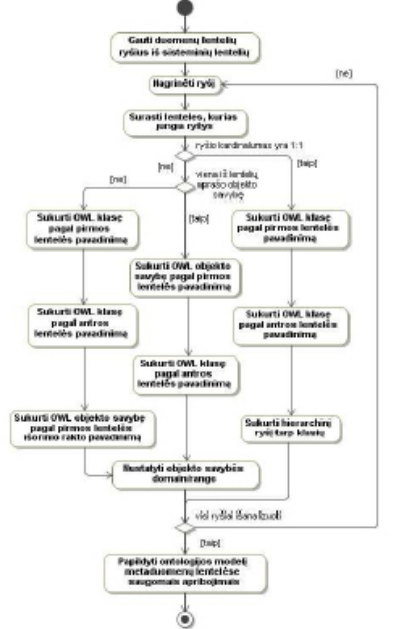 Gauti duomenų lentelių
ryšius iš sisteminių lentelių
Nagrinėti ryšį
[ne]
Surasti lenteles, kurias
jungia ryšys
ryšio kardinalumas yra 1:1
[ne]
[taip]
viena iš lentelių
aprašo objekto
savybę
[ne]
[taip]
Sukurti OWL klasę
pagal pirmos
lentelės pavadinimą
Sukurti OWL klasę
pagal pirmos lentelės
pavadinimą
Sukurti OWL objekto
savybę pagal pirmos
lentelės pavadinimą
Sukurti OWL klasę
pagal antros
lentelės pavadinimą
Sukurti OWL klasę
pagal antros lentelės
pavadinimą
Sukurti OWL klasę
pagal antros
lentelės pavadinimą
Sukurti OWL objekto savybę
pagal pirmos lentelės
išorinio rakto pavadinimą
Sukurti hierarchinį
ryšį tarp klasių
Nustatyti objekto savybės
domain/range
visi ryšiai išanalizuoti
[taip]
Papildyti ontologijos modelį
metaduomenų lentelėse
saugomais apribojimais